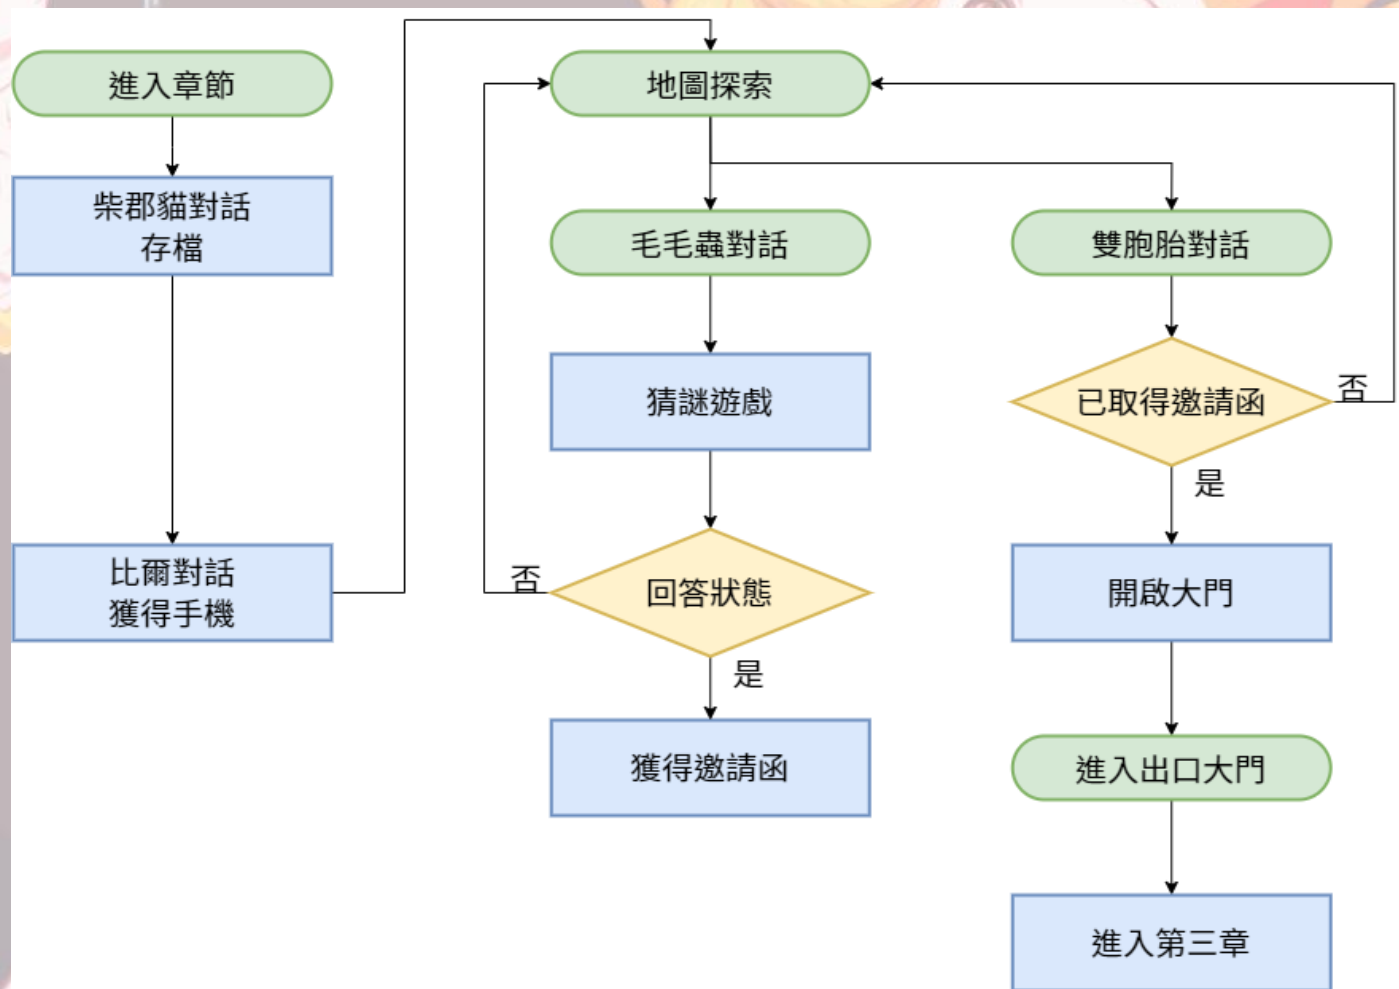 進入章節
柴郡貓對話
存檔
比爾對話
獲得手機
地圖探索
毛毛蟲對話
猜謎遊戲
回答狀態
否
是
獲得邀請函
雙胞胎對話
已取得邀請函
否
是
開啟大門
進入出口大門
進入第三章